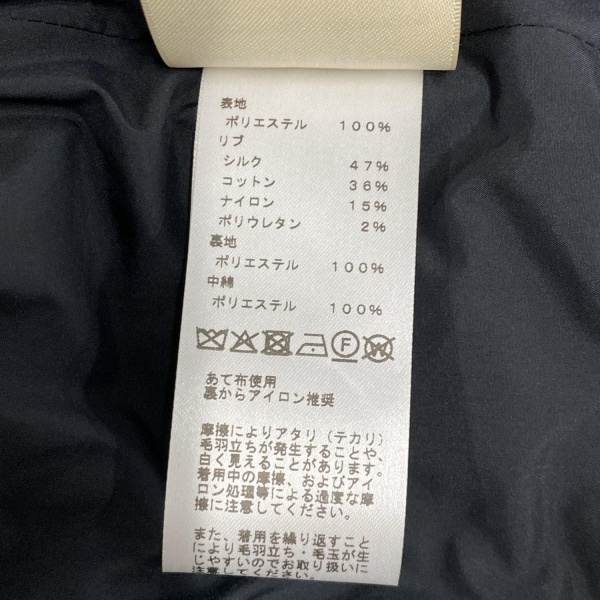 表地
ポリエステル 100%
リブ
シルク 47%
コットン 36%
ナイロン 15%
ポリウレタン 2%
裏地
ポリエステル 100%
中綿
ポリエステル 100%
F W
あて布使用
裏からアイロン推奨
摩擦によりアタリ(テカリ)
毛羽立ちが発生することや、
白く見えることがあります。
着用中の摩擦、およびアイ
ロン処理等による過度な摩
擦に注意してください。
また、着用を繰り返すこと
により毛羽立ち・毛玉が生
じやすいのでお取り扱いに
注意してください。